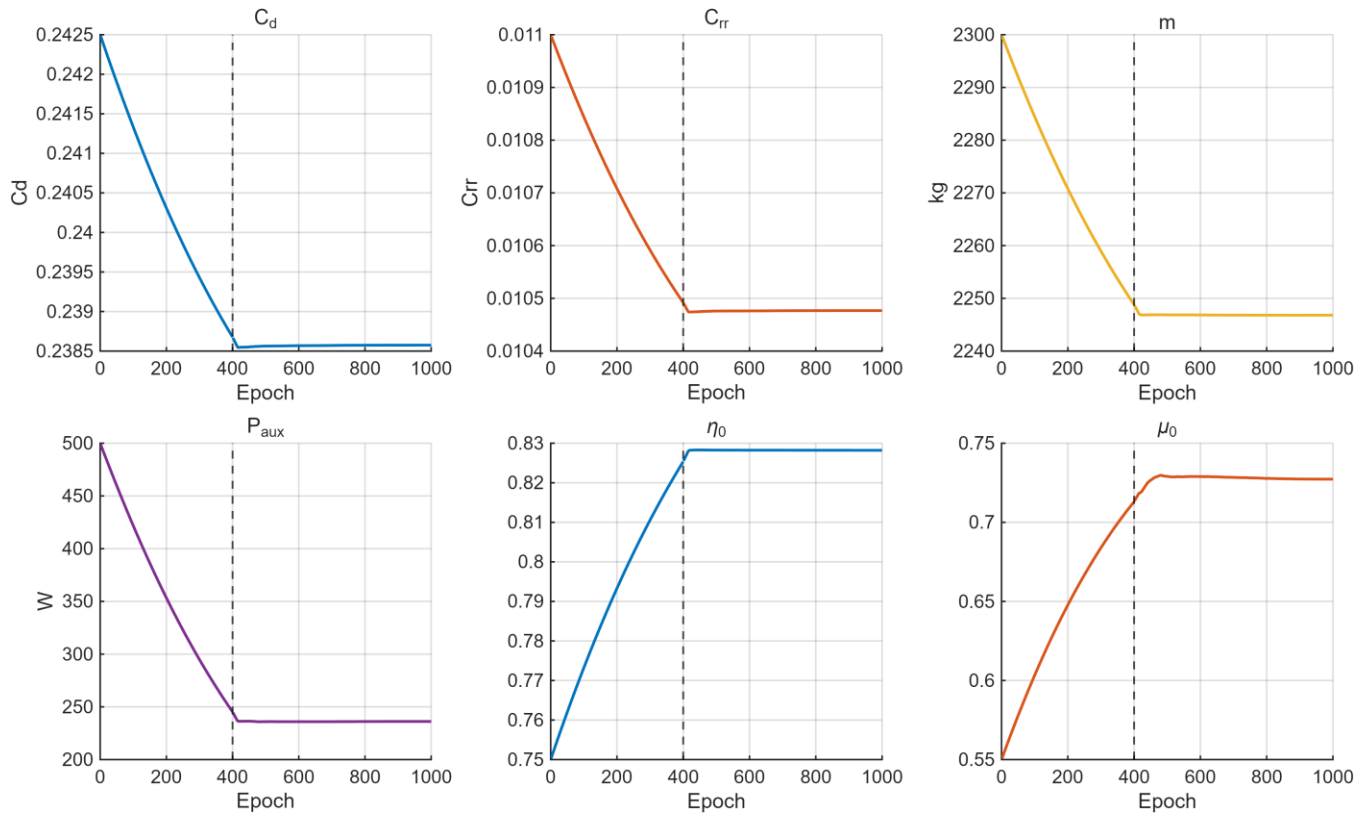 C_d
0.2425
0.242
0.2415
0.241
0.2405
0.24
0.2395
0.239
0.2385
Cd
0 200 400 600 800 1000
Epoch
C_rr
0.011
0.0109
0.0108
0.0107
0.0106
0.0105
0.0104
Crr
0 200 400 600 800 1000
Epoch
m
2300
2290
2280
2270
2260
2250
2240
kg
0 200 400 600 800 1000
Epoch
P_aux
500
450
400
350
300
250
200
W
0 200 400 600 800 1000
Epoch
η_0
0.83
0.82
0.81
0.8
0.79
0.78
0.77
0.76
0.75
0 200 400 600 800 1000
Epoch
μ_0
0.75
0.7
0.65
0.6
0.55
0 200 400 600 800 1000
Epoch